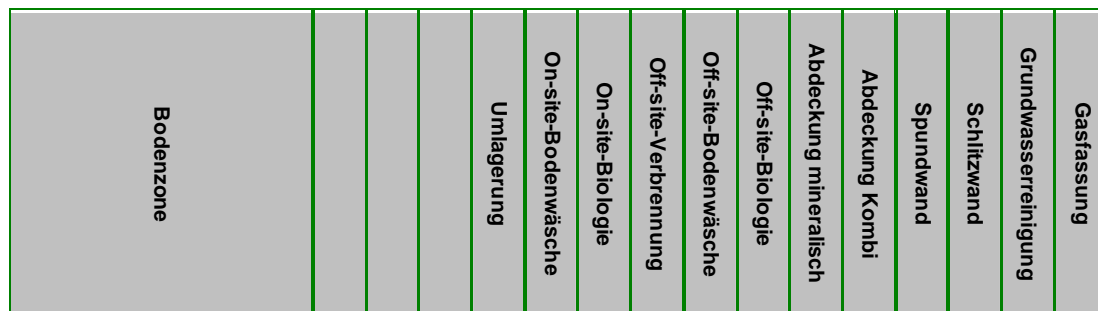 Bodenzone
Umlagerung
On-site-Bodenwäsche
On-site-Biologie
Off-site-Verbrennung
Off-site-Bodenwäsche
Off-site-Biologie
Abdeckung mineralisch
Abdeckung Kombi
Spundwand
Schlitzwand
Grundwasserreinigung
Gasfassung